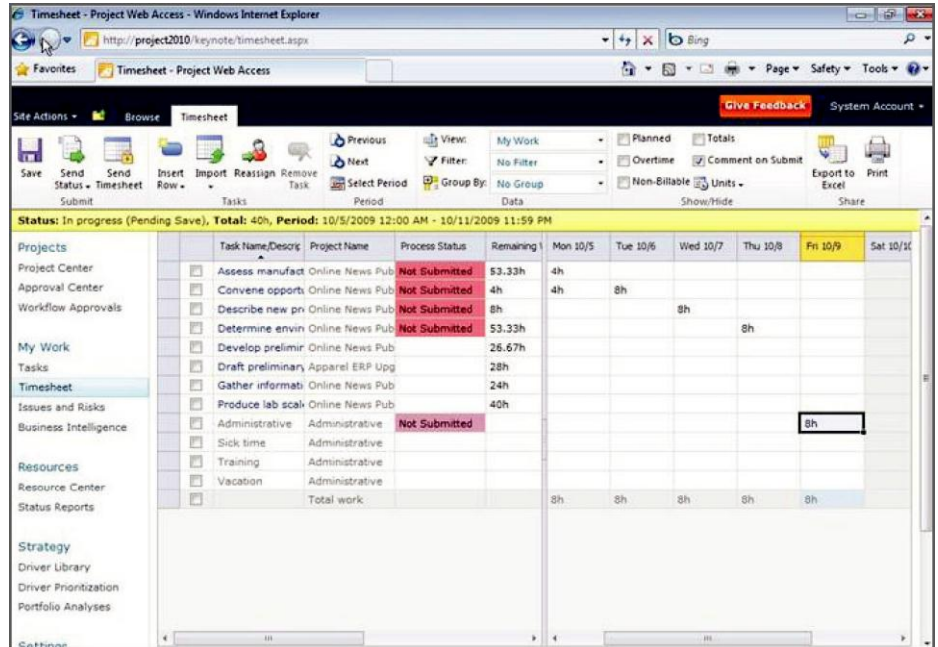 Timesheet - Project Web Access - Windows Internet Explorer
http://project2010/keynote/timesheet.aspx
Bing
Favorites Timesheet - Project Web Access Page Safety Tools
Give Feedback System Account
Site Actions Browse Timesheet
Save
Send Status
Send Timesheet
Submit
Insert Row
Import
Reassign
Remove Task
Tasks
Previous
Next
Select Period
Period
View: My Work
Filter: No Filter
Group By: No Group
Data
Planned Totals
Overtime Comment on Submit
Non-Billable Units
Show/Hide
Export to Excel
Print
Share
Status: In progress (Pending Save), Total: 40h, Period: 10/5/2009 12:00 AM - 10/11/2009 11:59 PM
Projects
Project Center
Approval Center
Workflow Approvals
My Work
Tasks
Timesheet
Issues and Risks
Business Intelligence
Resources
Resource Center
Status Reports
Strategy
Driver Library
Driver Prioritization
Portfolio Analyses
Settings
Task Name/Descrip Project Name Process Status Remaining Mon 10/5 Tue 10/6 Wed 10/7 Thu 10/8 Fri 10/9 Sat 10/10
Assess manufact Online News Pub Not Submitted 53.33h 4h
Convene opportu Online News Pub Not Submitted 4h 4h 8h
Describe new pro Online News Pub Not Submitted 8h 8h
Determine envir Online News Pub Not Submitted 53.33h 8h
Develop prelimin Online News Pub 26.67h
Draft preliminary Apparel ERP Upg 28h
Gather informati Online News Pub 24h
Produce lab scale Online News Pub 40h
Administrative Administrative Not Submitted 8h
Sick time Administrative
Training Administrative
Vacation Administrative
Total work 8h 8h 8h 8h 8h